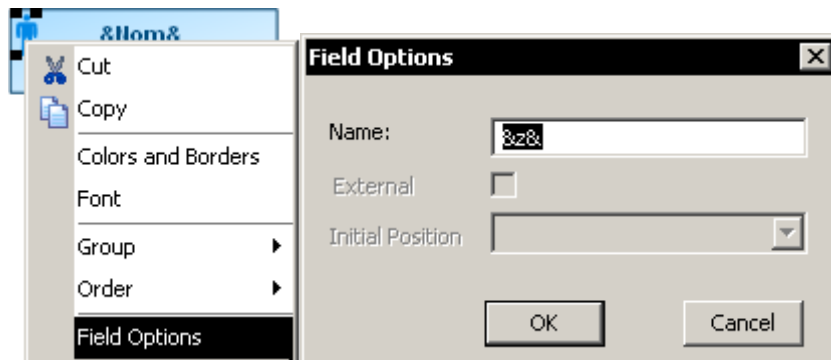 &Nom&
Cut
Copy
Colors and Borders
Font
Group
Order
Field Options
Field Options
Name:
&z&
External
Initial Position
OK
Cancel